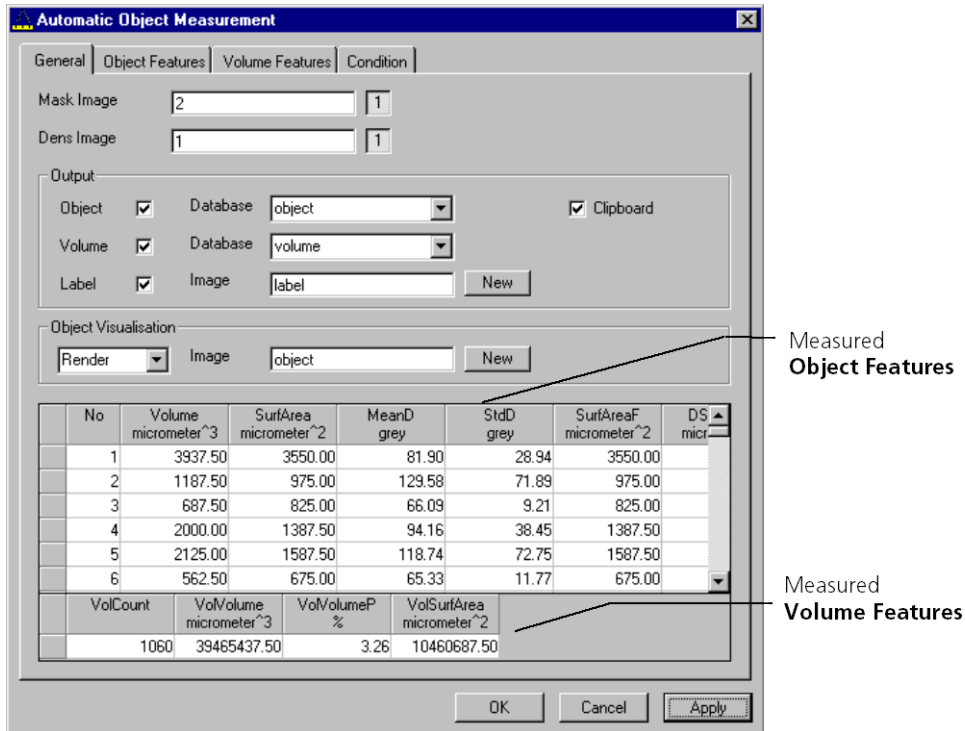 Automatic Object Measurement
General Object Features Volume Features Condition
Mask Image 2 1
Dens Image 1 1
Output
Object Database object Clipboard
Volume Database volume
Label Image label New
Object Visualisation
Render Image object New
Measured
Object Features
No Volume SurfArea MeanD StdD SurfAreaF DS
micrometer^3 micrometer^2 grey grey micrometer^2 micr
1 3937.50 3550.00 81.90 28.94 3550.00
2 1187.50 975.00 129.58 71.89 975.00
3 687.50 825.00 66.09 9.21 825.00
4 2000.00 1387.50 94.16 38.45 1387.50
5 2125.00 1587.50 118.74 72.75 1587.50
6 562.50 675.00 65.33 11.77 675.00
Measured
Volume Features
VolCount VolVolume VolVolumeP VolSurfArea
micrometer^3 % micrometer^2
1060 39465437.50 3.26 10460687.50
OK Cancel Apply